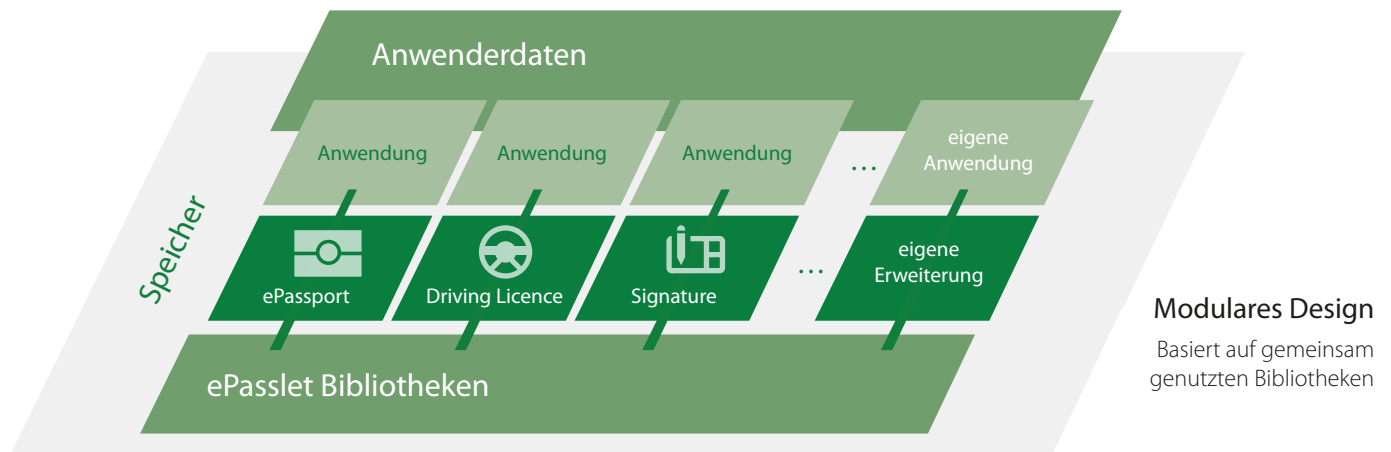 Anwenderdaten
Anwendung
Anwendung
Anwendung
...
eigene
Anwendung
Speicher
ePassport
Driving Licence
Signature
...
eigene
Erweiterung
ePasslet Bibliotheken
Modulares Design
Basiert auf gemeinsam
genutzten Bibliotheken